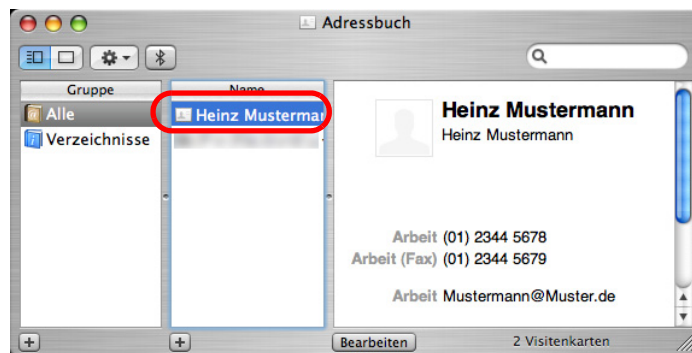 Adressbuch
Gruppe
Alle
Verzeichnisse
Name
Heinz Musterma
Heinz Mustermann
Heinz Mustermann
Arbeit (01) 2344 5678
Arbeit (Fax) (01) 2344 5679
Arbeit Mustermann@Muster.de
Bearbeiten
2 Visitenkarten